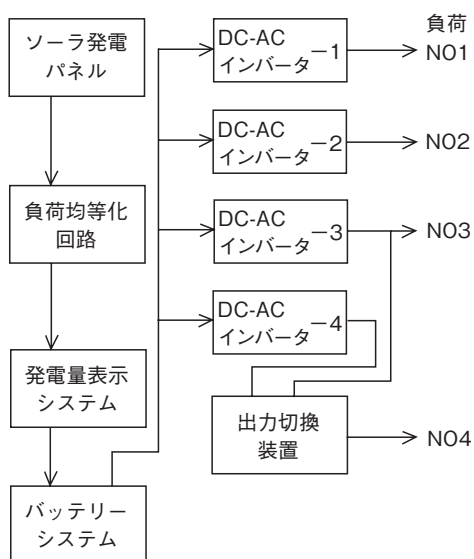 ソーラ発電
パネル
負荷均等化
回路
発電量表示
システム
バッテリー
システム
DC-AC
インバータ −1
DC-AC
インバータ −2
DC-AC
インバータ −3
DC-AC
インバータ −4
出力切換
装置
負荷
NO1
NO2
NO3
NO4